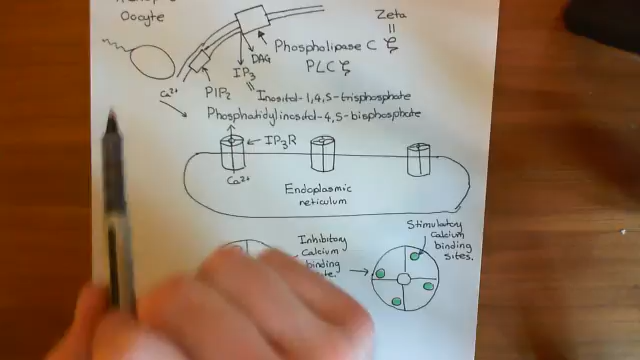 Oocyte
Zeta
=
ζ
Phospholipase C
PLC ζ
DAG
IP3
=
Inositol-1,4,5-trisphosphate
PIP2
Ca2+
Phosphatidylinositol-4,5-bisphosphate
IP3R
Ca2+
Endoplasmic
reticulum
Inhibitory
Calcium
Stimulatory
Calcium
binding
sites.